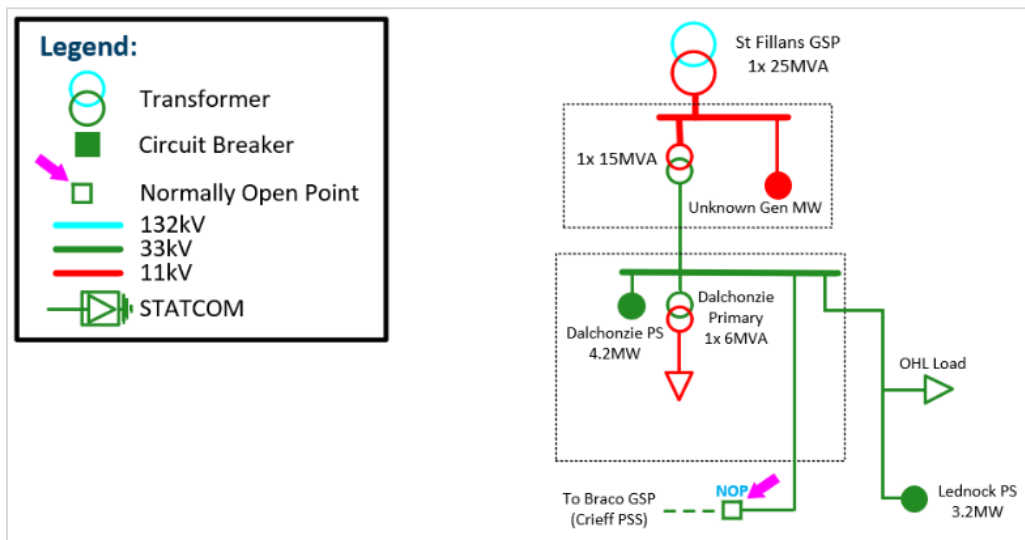 Legend:
Transformer
Circuit Breaker
Normally Open Point
132kV
33kV
11kV
STATCOM
St Fillans GSP
1x 25MVA
1x 15MVA
Unknown Gen MW
Dalchonzie PS
4.2MW
Dalchonzie
Primary
1x 6MVA
OHL Load
NOP
To Braco GSP
(Crieff PSS)
Lednock PS
3.2MW